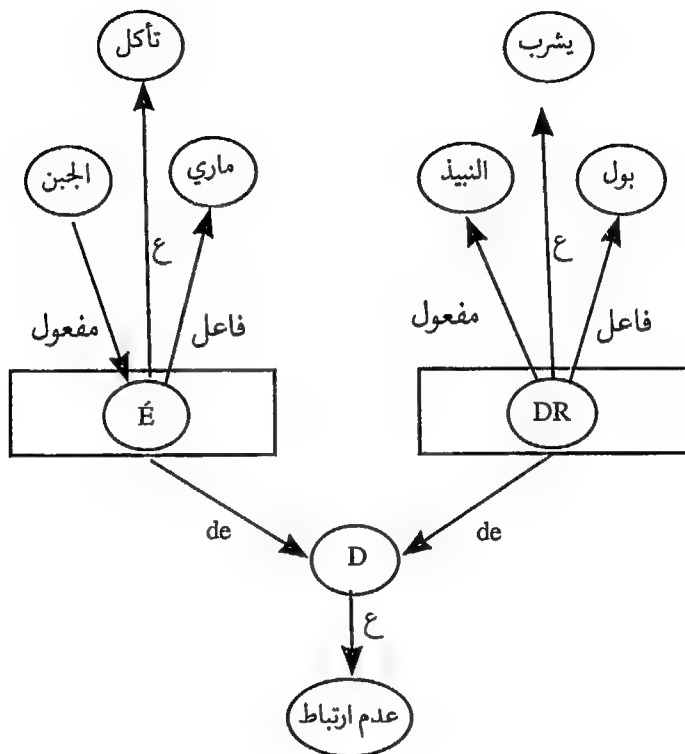 تأكل
يشرب
الجبن
ماري
النبيذ
بول
ع
ع
مفعول
فاعل
مفعول
فاعل
É
DR
de
de
D
ع
عدم ارتباط